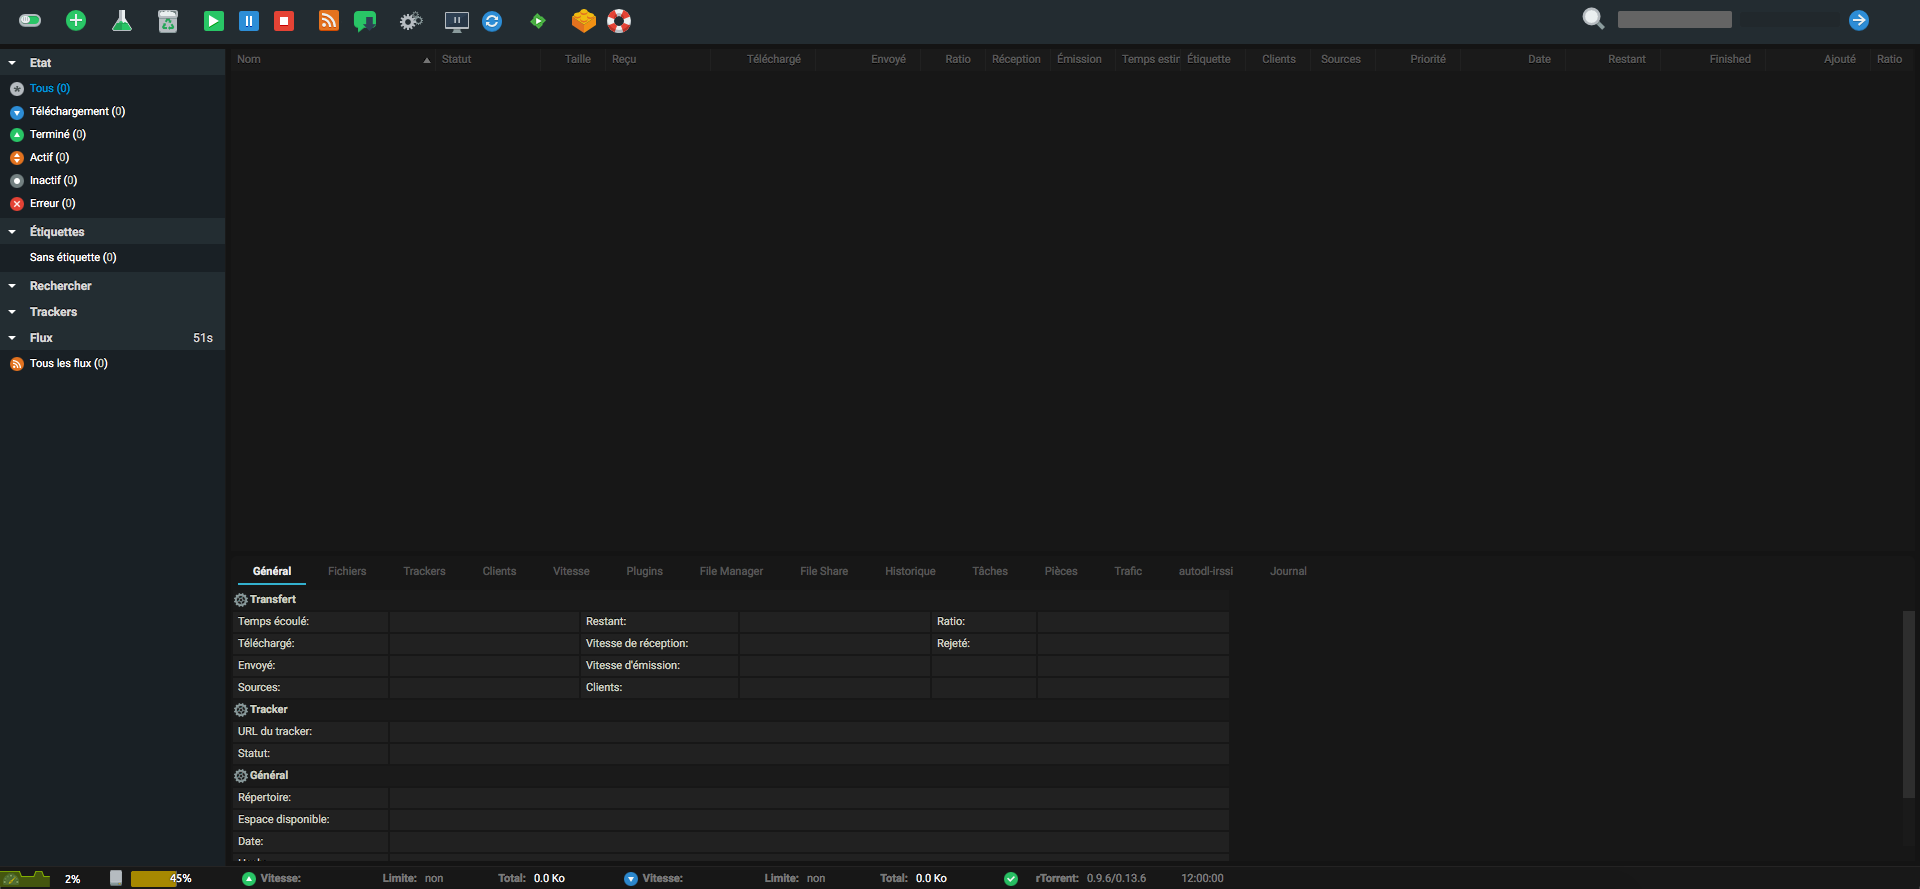 Nom Statut Taille Reçu Téléchargé Envoyé Ratio Réception Émission Temps estir Étiquette Clients Sources Priorité Date Restant Finished Ajouté Ratio
Etat
Tous (0)
Téléchargement (0)
Terminé (0)
Actif (0)
Inactif (0)
Erreur (0)
Étiquettes
Sans étiquette (0)
Rechercher
Trackers
Flux 51s
Tous les flux (0)
Général Fichiers Trackers Clients Vitesse Plugins File Manager File Share Historique Tâches Pièces Trafic autodl-irssi Journal
Transfert
Temps écoulé: Restant: Ratio:
Téléchargé: Vitesse de réception: Rejeté:
Envoyé: Vitesse d'émission:
Sources: Clients:
Tracker
URL du tracker:
Statut:
Général
Répertoire:
Espace disponible:
Date:
2% 45% Vitesse: Limite: non Total: 0.0 Ko Vitesse: Limite: non Total: 0.0 Ko rTorrent: 0.9.6/0.13.6 12:00:00